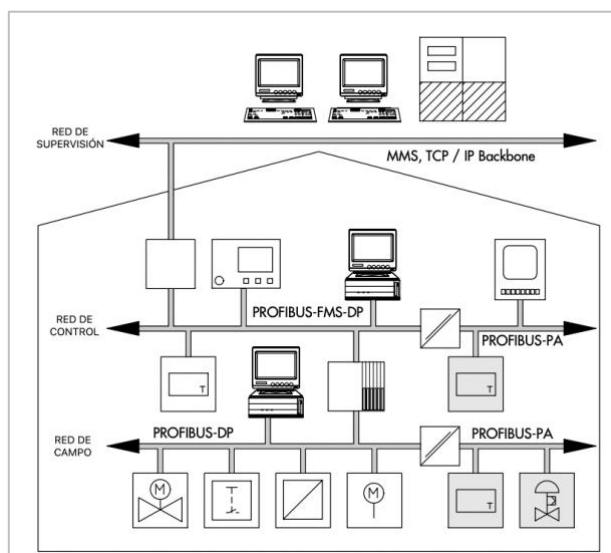 RED DE
SUPERVISIÓN
MMS, TCP / IP Backbone
PROFIBUS-FMS-DP
RED DE
CONTROL
PROFIBUS-PA
T
T
PROFIBUS-DP
PROFIBUS-PA
RED DE
CAMPO
M
T
M
T